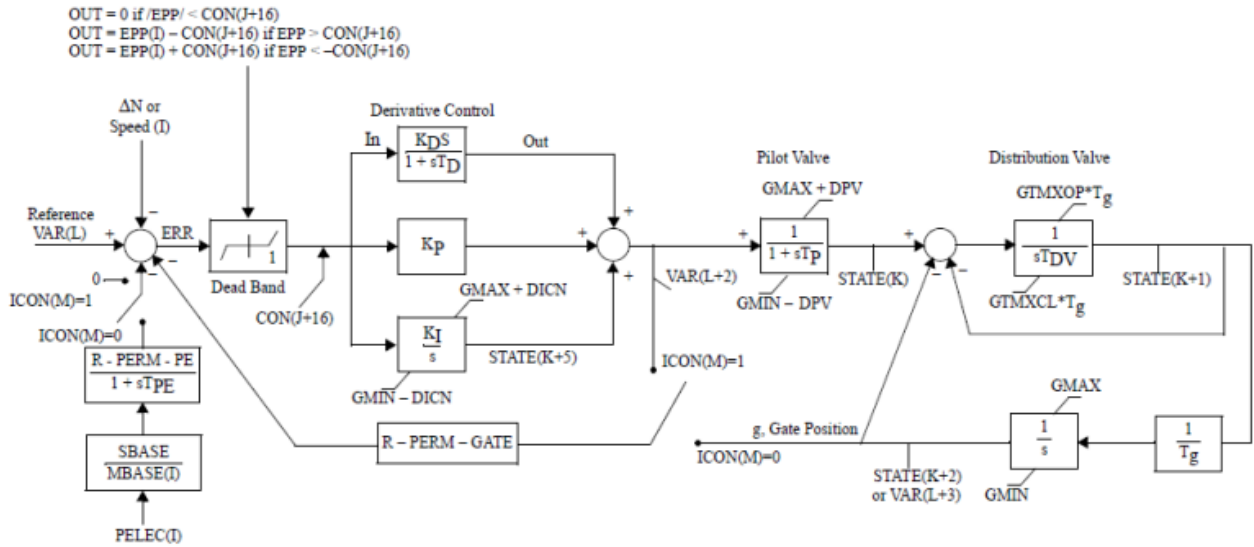 OUT = 0 if /EPP/ < CON(J+16)
OUT = EPP(I) – CON(J+16) if EPP > CON(J+16)
OUT = EPP(I) + CON(J+16) if EPP < –CON(J+16)
ΔN or
Speed (I)
Derivative Control
In
KDS
1 + sTD
Out
Pilot Valve
Distribution Valve
GMAX + DPV
GTMXOP*Tg
Reference
VAR(L)
+
–
ERR
–
–
1
Dead Band
KP
+
+
+
+
1
1 + sTP
+
–
–
1
sTDV
0
ICON(M)=1
ICON(M)=0
CON(J+16)
GMAX + DICN
VAR(L+2)
GMIN – DPV
STATE(K)
GTMXCL*Tg
STATE(K+1)
KI
s
STATE(K+5)
GMIN – DICN
ICON(M)=1
R - PERM - PE
1 + sTPE
R – PERM – GATE
g, Gate Position
ICON(M)=0
GMAX
1
s
1
Tg
SBASE
MBASE(I)
STATE(K+2)
or VAR(L+3)
GMIN
PELEC(I)